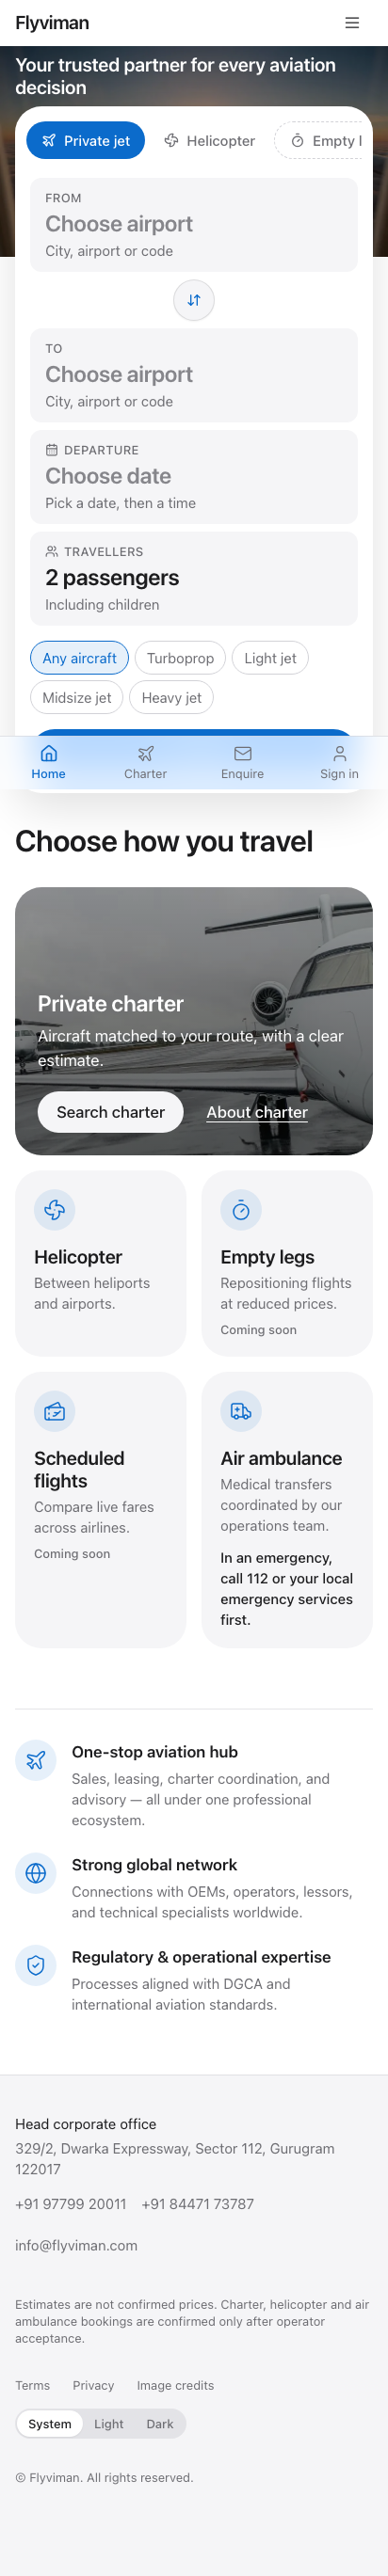 Flyviman
Your trusted partner for every aviation
decision
Private jet
Helicopter
Empty l
FROM
Choose airport
City, airport or code
TO
Choose airport
City, airport or code
DEPARTURE
Choose date
Pick a date, then a time
TRAVELLERS
2 passengers
Including children
Any aircraft
Turboprop
Light jet
Midsize jet
Heavy jet
Home
Charter
Enquire
Sign in
Choose how you travel
Private charter
Aircraft matched to your route, with a clear
estimate.
Search charter
About charter
Helicopter
Between heliports
and airports.
Empty legs
Repositioning flights
at reduced prices.
Coming soon
Scheduled
flights
Compare live fares
across airlines.
Coming soon
Air ambulance
Medical transfers
coordinated by our
operations team.
In an emergency,
call 112 or your local
emergency services
first.
One-stop aviation hub
Sales, leasing, charter coordination, and
advisory — all under one professional
ecosystem.
Strong global network
Connections with OEMs, operators, lessors,
and technical specialists worldwide.
Regulatory & operational expertise
Processes aligned with DGCA and
international aviation standards.
Head corporate office
329/2, Dwarka Expressway, Sector 112, Gurugram
122017
+91 97799 20011 +91 84471 73787
info@flyviman.com
Estimates are not confirmed prices. Charter, helicopter and air
ambulance bookings are confirmed only after operator
acceptance.
Terms Privacy Image credits
System Light Dark
© Flyviman. All rights reserved.